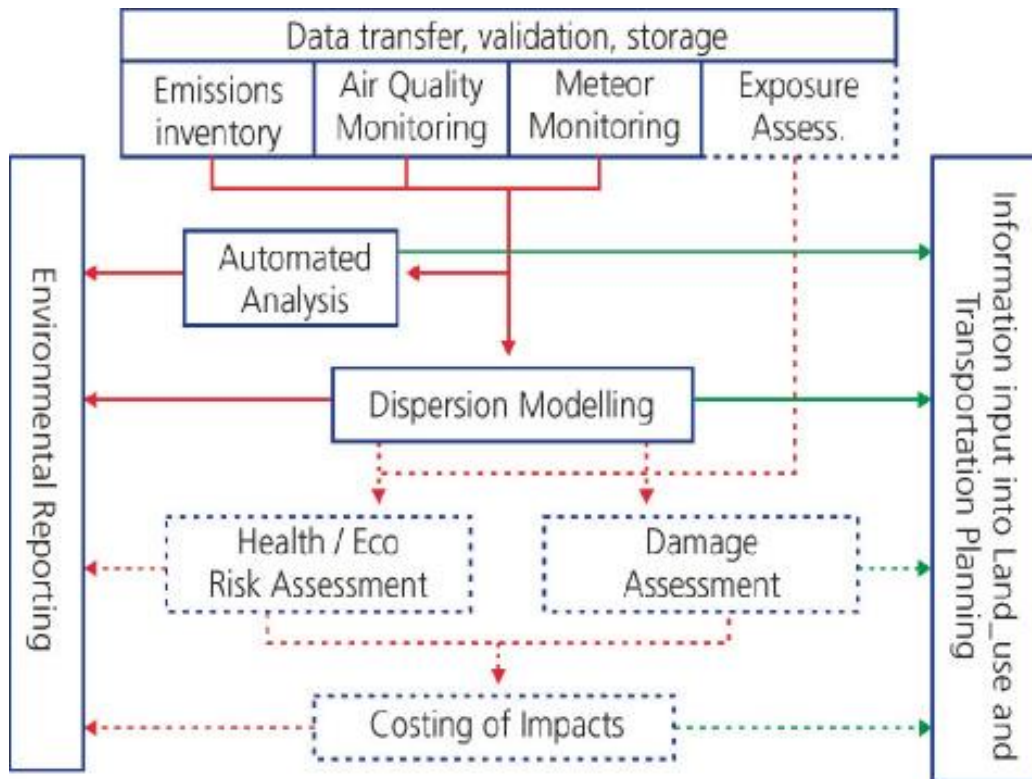 Data transfer, validation, storage
Emissions
inventory
Air Quality
Monitoring
Meteor
Monitoring
Exposure
Assess.
Automated
Analysis
Dispersion Modelling
Health / Eco
Risk Assessment
Damage
Assessment
Costing of Impacts
Environmental Reporting
Information input into Land_use and
Transportation Planning